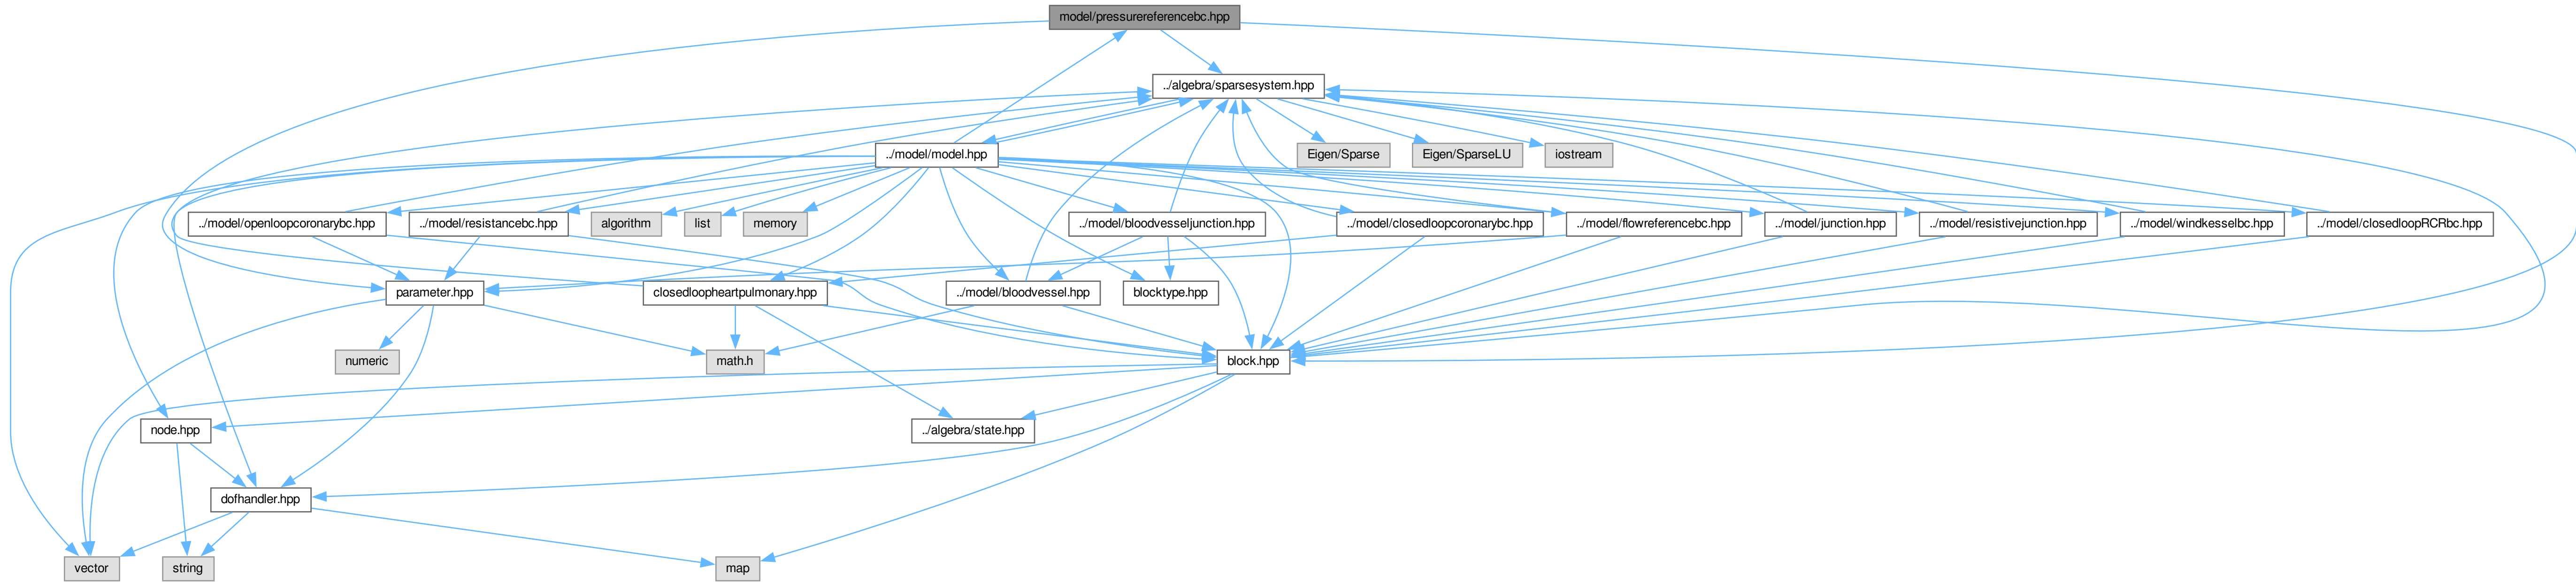 model/pressurereferencebc.hpp
../algebra/sparsesystem.hpp
../model/model.hpp
Eigen/Sparse
Eigen/SparseLU
iostream
../model/openloopcoronarybc.hpp
../model/resistancebc.hpp
algorithm
list
memory
../model/bloodvesseljunction.hpp
../model/closedloopcoronarybc.hpp
../model/flowreferencebc.hpp
../model/junction.hpp
../model/resistivejunction.hpp
../model/windkesselbc.hpp
../model/closedloopRCRbc.hpp
parameter.hpp
closedloopheartpulmonary.hpp
../model/bloodvessel.hpp
blocktype.hpp
numeric
math.h
block.hpp
node.hpp
../algebra/state.hpp
dofhandler.hpp
vector
string
map